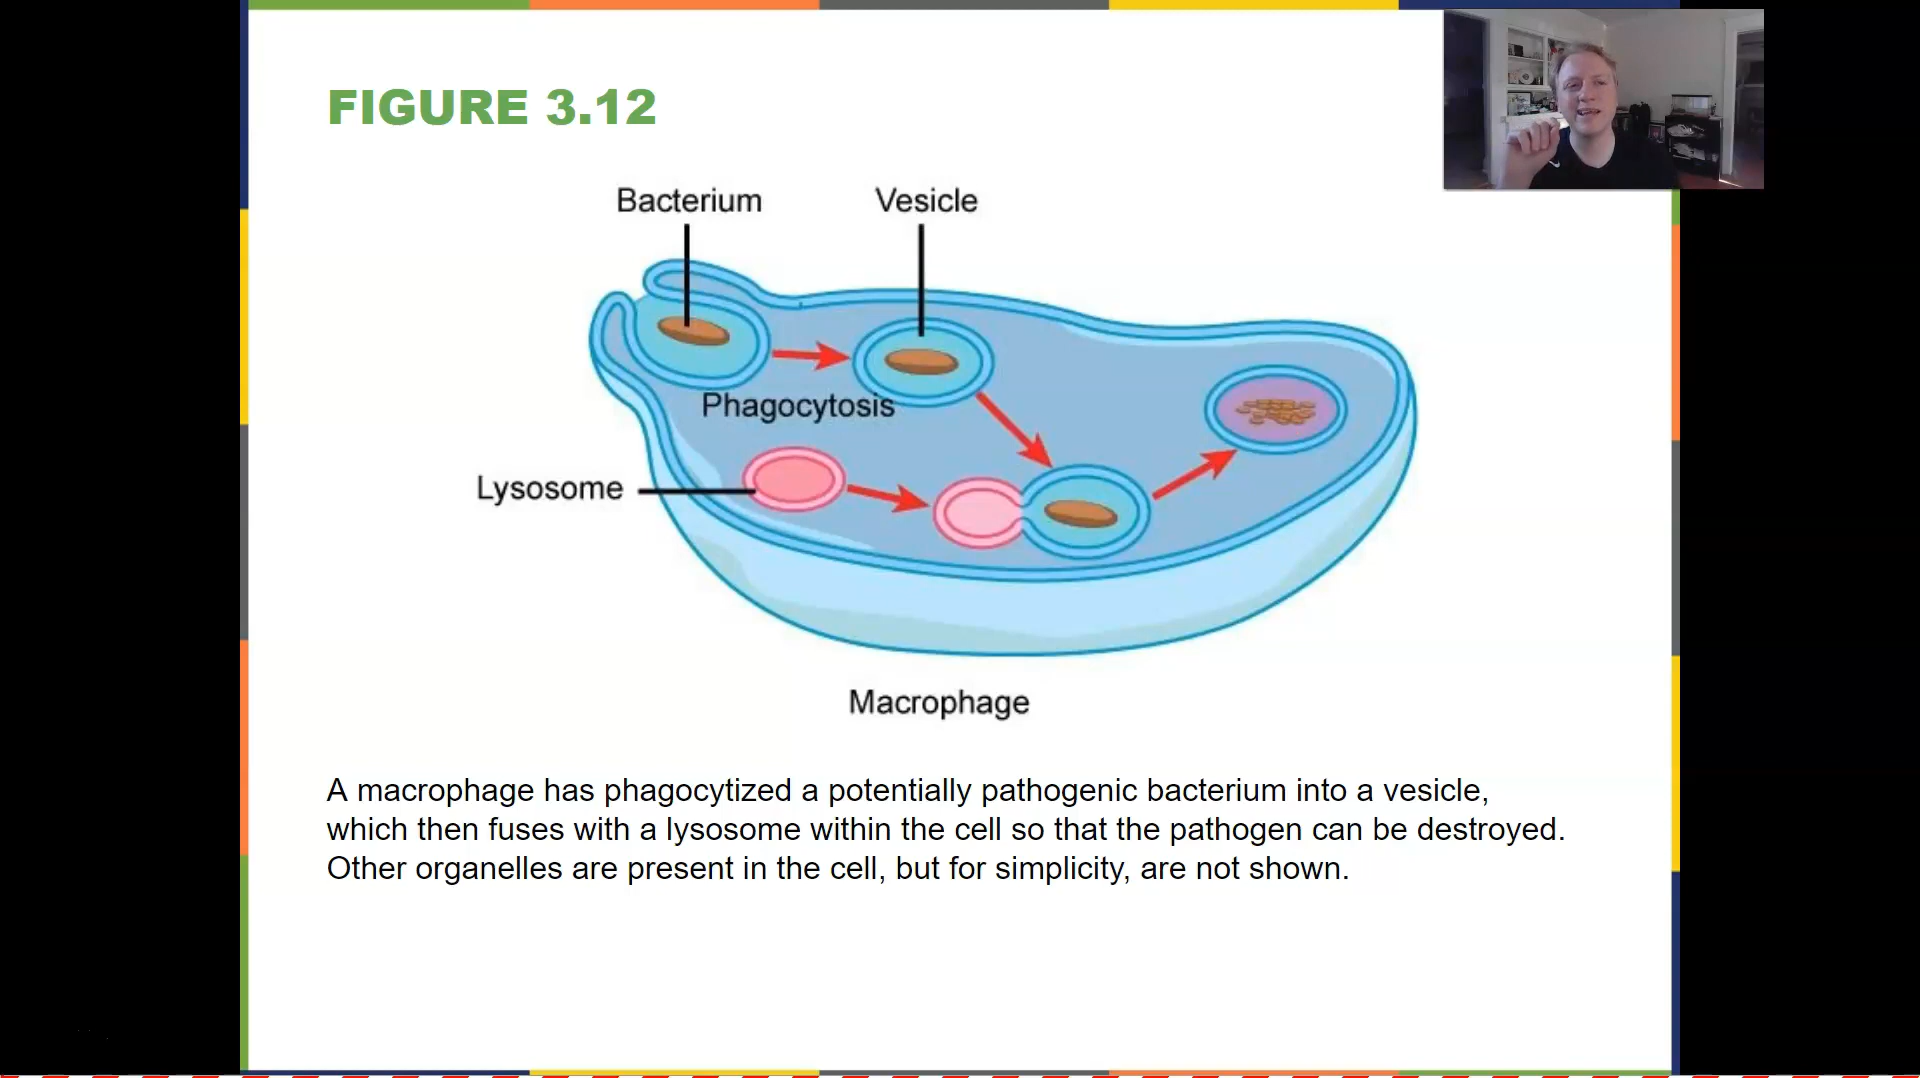 FIGURE 3.12
Bacterium
Vesicle
Phagocytosis
Lysosome
Macrophage
A macrophage has phagocytized a potentially pathogenic bacterium into a vesicle,
which then fuses with a lysosome within the cell so that the pathogen can be destroyed.
Other organelles are present in the cell, but for simplicity, are not shown.